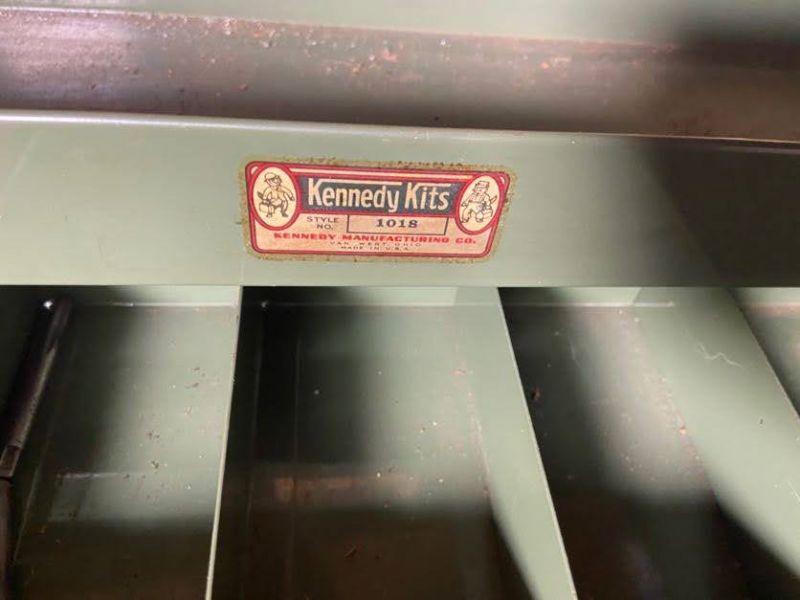 Kennedy Kits
STYLE NO. 1018
KENNEDY MANUFACTURING CO.
VAN WERT, OHIO
MADE IN U.S.A.